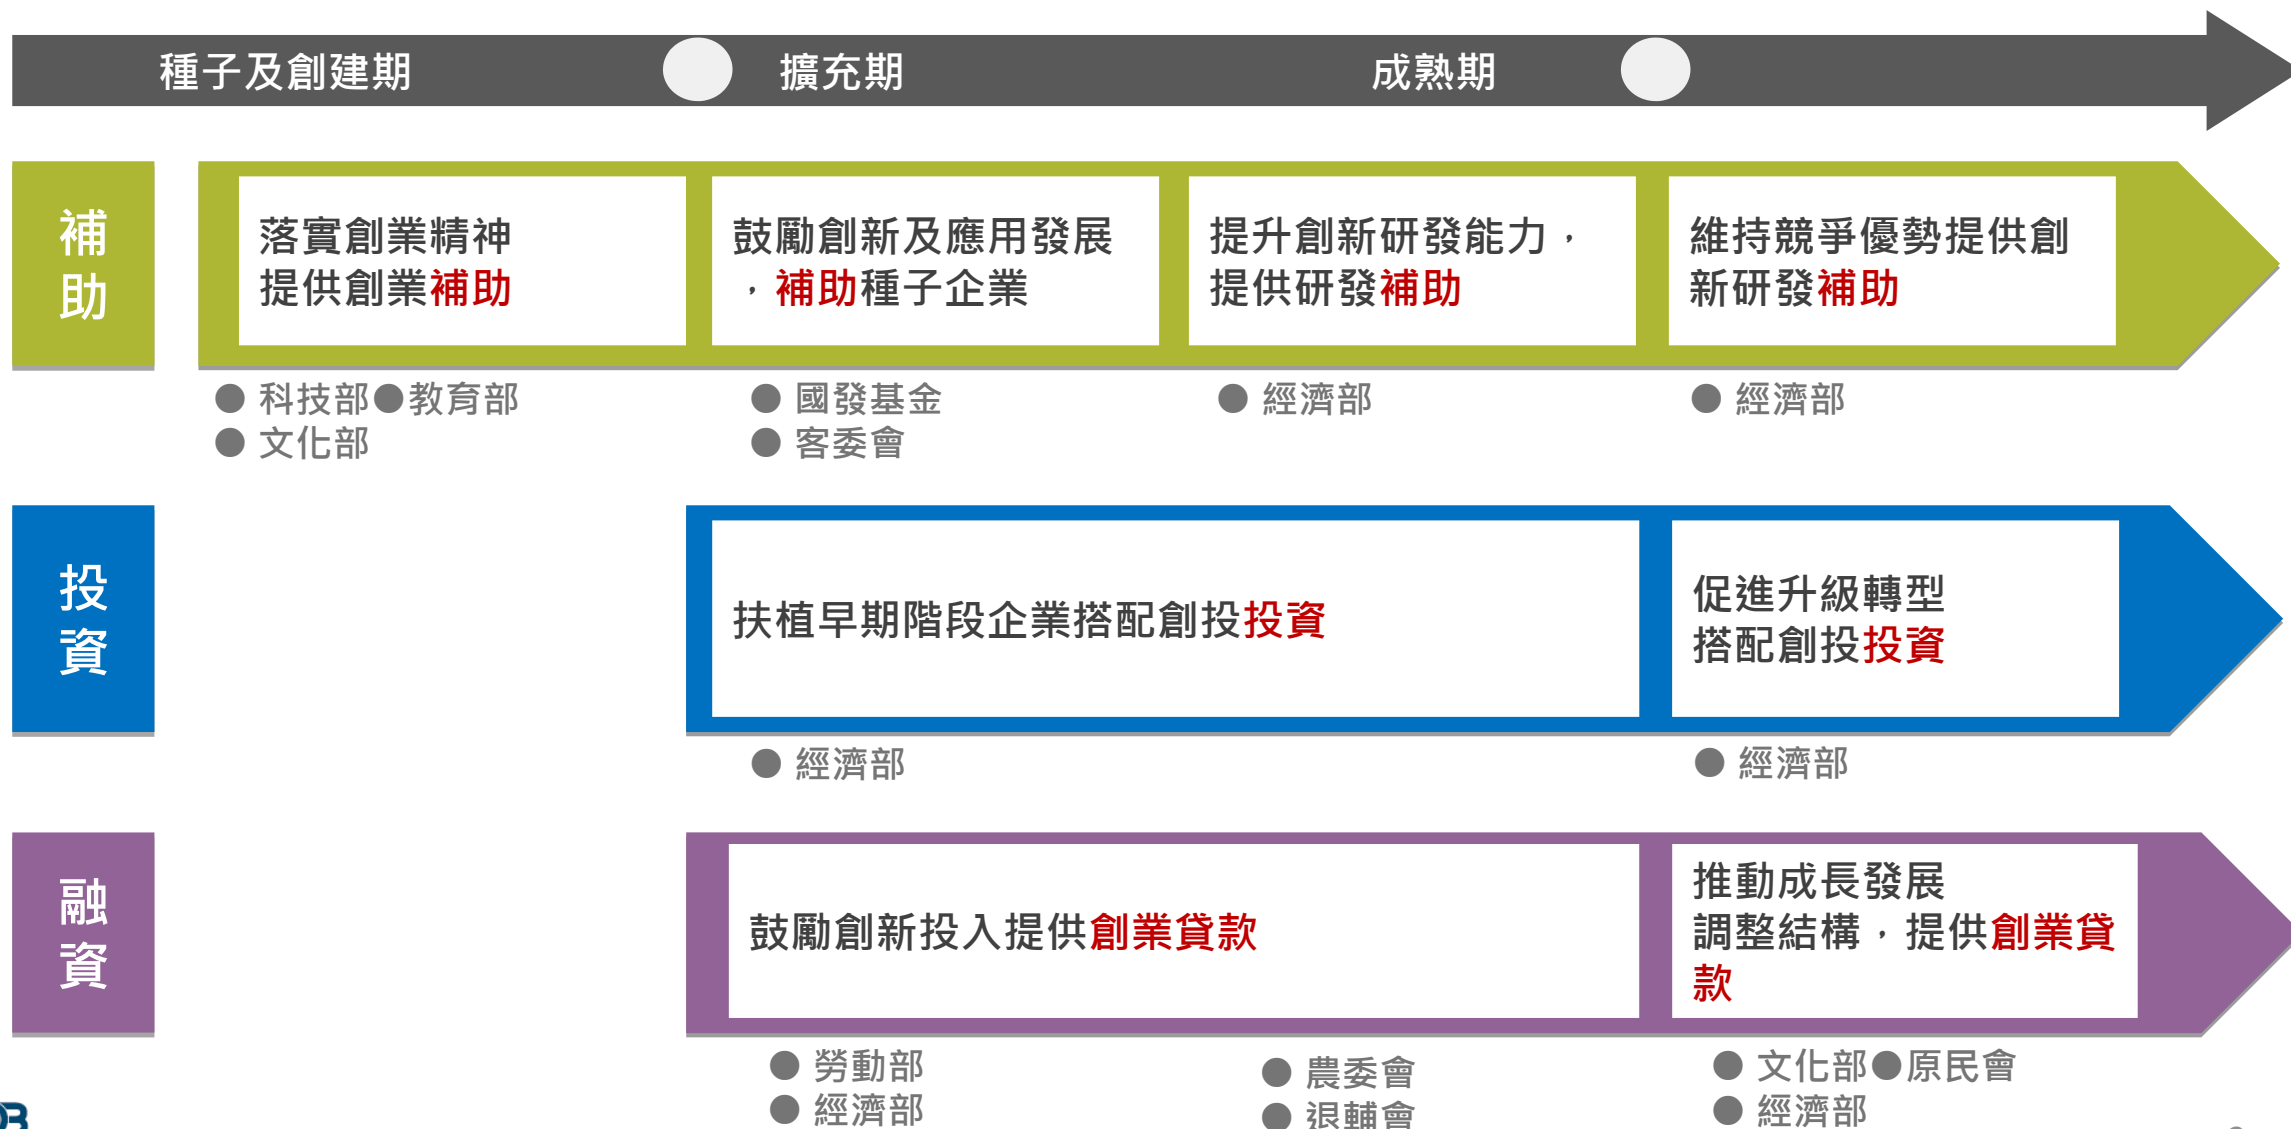 種子及創建期 擴充期 成熟期
補助
落實創業精神
提供創業補助
鼓勵創新及應用發展
，補助種子企業
提升創新研發能力，
提供研發補助
維持競爭優勢提供創
新研發補助
● 科技部●教育部
● 文化部
● 國發基金
● 客委會
● 經濟部
● 經濟部
投資
扶植早期階段企業搭配創投投資
促進升級轉型
搭配創投投資
● 經濟部
● 經濟部
融資
鼓勵創新投入提供創業貸款
推動成長發展
調整結構，提供創業貸
款
● 勞動部
● 經濟部
● 農委會
● 退輔會
● 文化部●原民會
● 經濟部